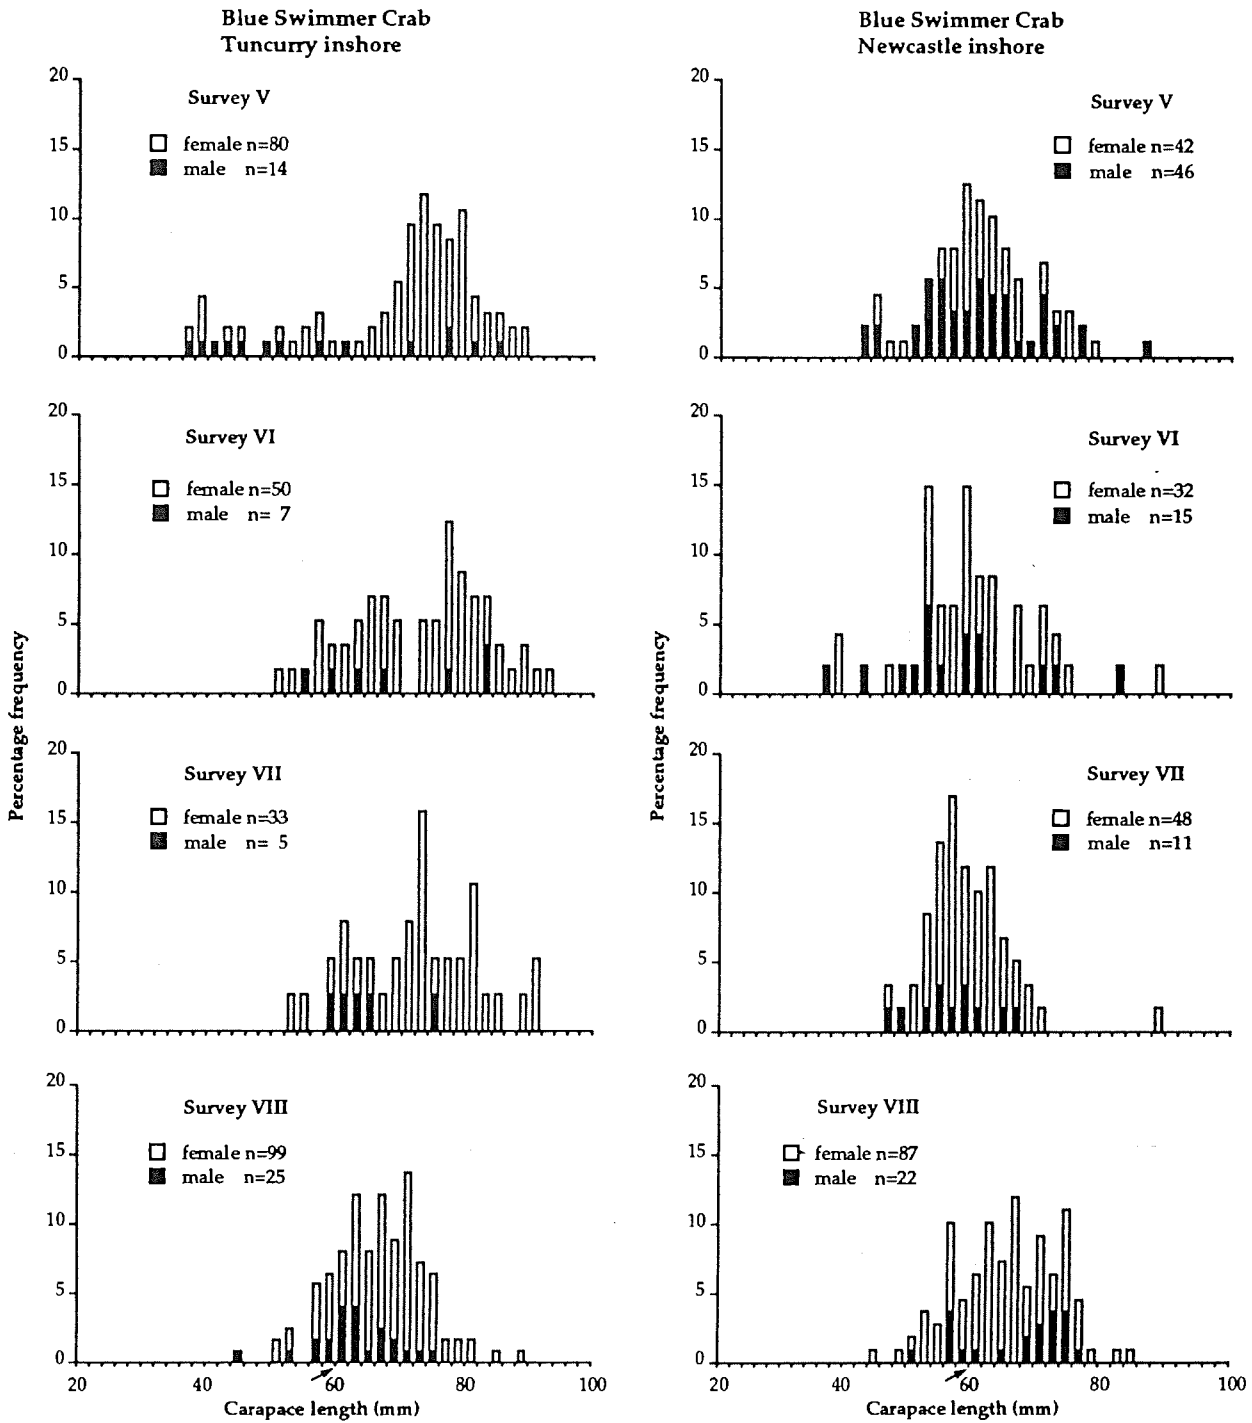 Blue Swimmer Crab
Tuncurry inshore
20
15
10
5
0
Survey V
female n=80
male n=14
20
15
10
5
0
Survey VI
female n=50
male n= 7
Percentage frequency
20
15
10
5
0
Survey VII
female n=33
male n= 5
20
15
10
5
0
Survey VIII
female n=99
male n=25
20 40 60 80 100
Carapace length (mm)
Blue Swimmer Crab
Newcastle inshore
20
15
10
5
0
Survey V
female n=42
male n=46
20
15
10
5
0
Survey VI
female n=32
male n=15
Percentage frequency
20
15
10
5
0
Survey VII
female n=48
male n=11
20
15
10
5
0
Survey VIII
female n=87
male n=22
20 40 60 80 100
Carapace length (mm)